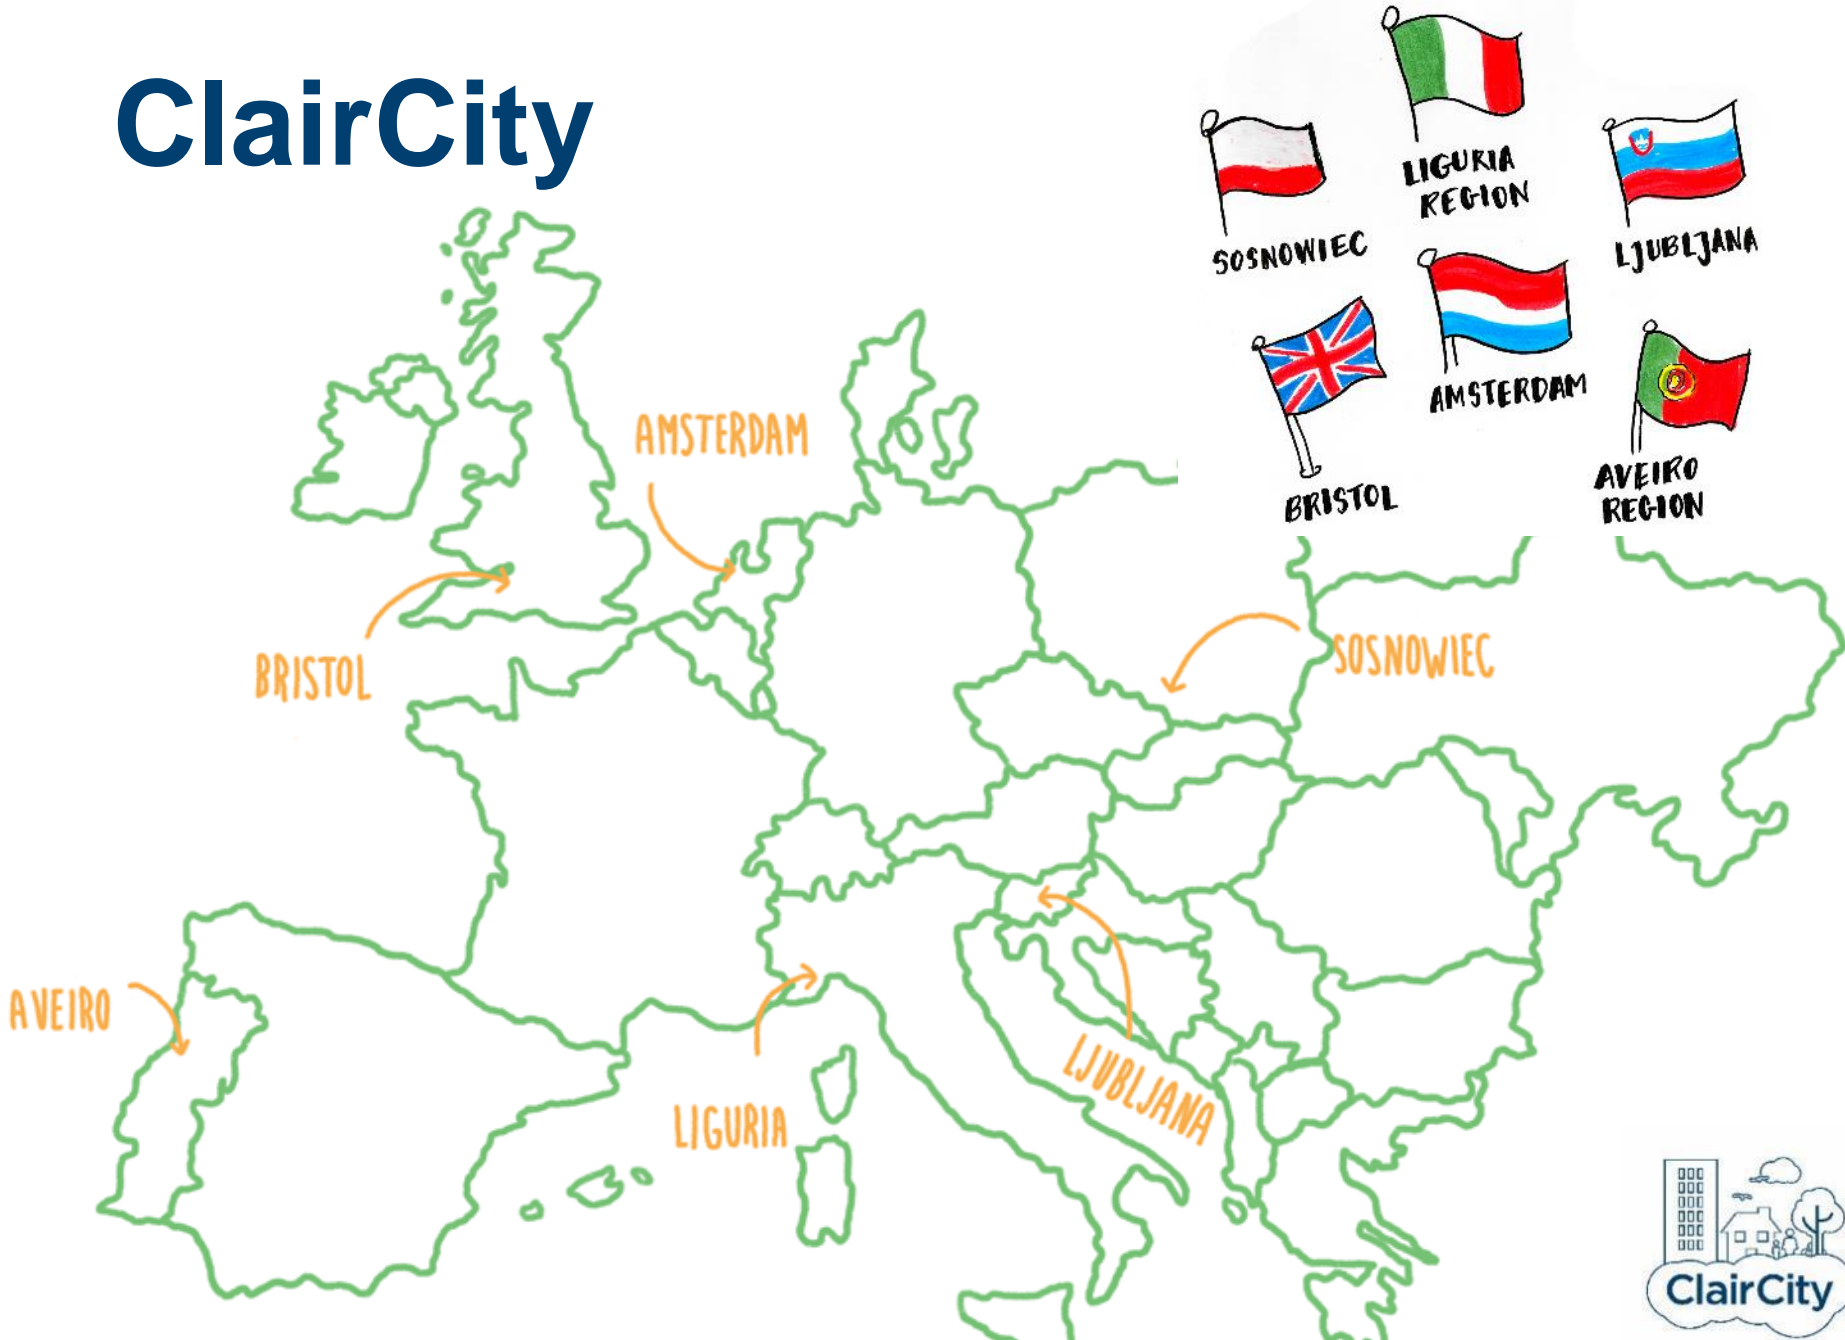 ClairCity
LIGURIA
REGION
SOSNOWIEC
LJUBLJANA
AMSTERDAM
BRISTOL
AVEIRO
REGION
AMSTERDAM
BRISTOL
SOSNOWIEC
AVEIRO
LIGURIA
LJUBLJANA
ClairCity